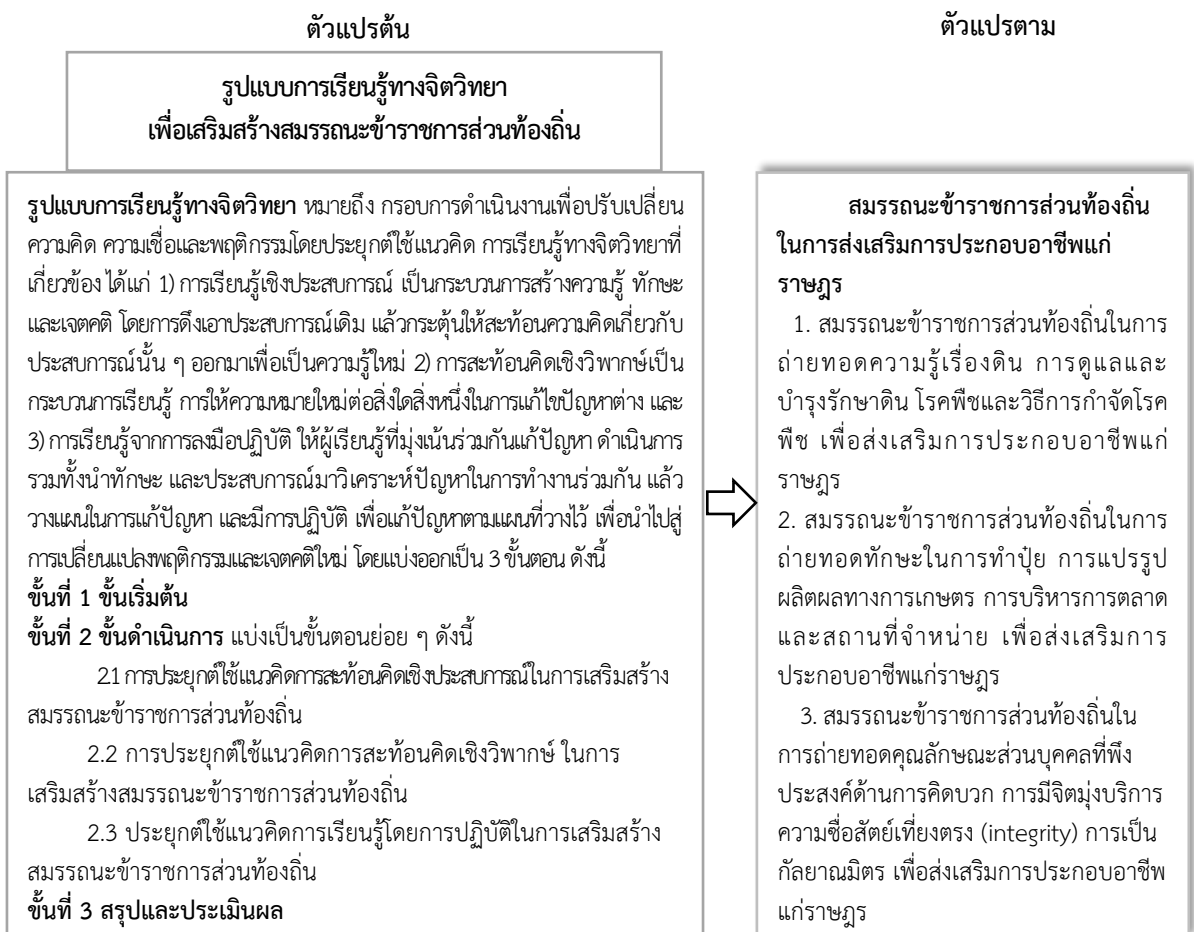 ตัวแปรต้น
ตัวแปรตาม
รูปแบบการเรียนรู้ทางจิตวิทยา
เพื่อเสริมสร้างสมรรถนะข้าราชการส่วนท้องถิ่น
รูปแบบการเรียนรู้ทางจิตวิทยา หมายถึง กรอบการดำเนินงานเพื่อปรับเปลี่ยน
ความคิด ความเชื่อและพฤติกรรมโดยประยุกต์ใช้แนวคิด การเรียนรู้ทางจิตวิทยาที่
เกี่ยวข้อง ได้แก่ 1) การเรียนรู้เชิงประสบการณ์ เป็นกระบวนการสร้างความรู้ ทักษะ
และเจตคติ โดยการดึงเอาประสบการณ์เดิม แล้วกระตุ้นให้สะท้อนความคิดเกี่ยวกับ
ประสบการณ์นั้น ๆ ออกมาเพื่อเป็นความรู้ใหม่ 2) การสะท้อนคิดเชิงวิพากษ์เป็น
กระบวนการเรียนรู้ การให้ความหมายใหม่ต่อสิ่งใดสิ่งหนึ่งในการแก้ไขปัญหาต่าง และ
3) การเรียนรู้จากการลงมือปฏิบัติ ให้ผู้เรียนรู้ที่มุ่งเน้นร่วมกันแก้ปัญหา ดำเนินการ
รวมทั้งนำทักษะ และประสบการณ์มาวิเคราะห์ปัญหาในการทำงานร่วมกัน แล้ว
วางแผนในการแก้ปัญหา และมีการปฏิบัติ เพื่อแก้ปัญหาตามแผนที่วางไว้ เพื่อนำไปสู่
การเปลี่ยนแปลงพฤติกรรมและเจตคติใหม่ โดยแบ่งออกเป็น 3 ขั้นตอน ดังนี้
ขั้นที่ 1 ขั้นเริ่มต้น
ขั้นที่ 2 ขั้นดำเนินการ แบ่งเป็นขั้นตอนย่อย ๆ ดังนี้
2.1 การประยุกต์ใช้แนวคิดการสะท้อนคิดเชิงประสบการณ์ในการเสริมสร้าง
สมรรถนะข้าราชการส่วนท้องถิ่น
2.2 การประยุกต์ใช้แนวคิดการสะท้อนคิดเชิงวิพากษ์ ในการ
เสริมสร้างสมรรถนะข้าราชการส่วนท้องถิ่น
2.3 ประยุกต์ใช้แนวคิดการเรียนรู้โดยการปฏิบัติในการเสริมสร้าง
สมรรถนะข้าราชการส่วนท้องถิ่น
ขั้นที่ 3 สรุปและประเมินผล
สมรรถนะข้าราชการส่วนท้องถิ่น
ในการส่งเสริมการประกอบอาชีพแก่
ราษฎร
1. สมรรถนะข้าราชการส่วนท้องถิ่นในการ
ถ่ายทอดความรู้เรื่องดิน การดูแลและ
บำรุงรักษาดิน โรคพืชและวิธีการกำจัดโรค
พืช เพื่อส่งเสริมการประกอบอาชีพแก่
ราษฎร
2. สมรรถนะข้าราชการส่วนท้องถิ่นในการ
ถ่ายทอดทักษะในการทำปุ๋ย การแปรรูป
ผลิตผลทางการเกษตร การบริหารการตลาด
และสถานที่จำหน่าย เพื่อส่งเสริมการ
ประกอบอาชีพแก่ราษฎร
3. สมรรถนะข้าราชการส่วนท้องถิ่นใน
การถ่ายทอดคุณลักษณะส่วนบุคคลที่พึง
ประสงค์ด้านการคิดบวก การมีจิตมุ่งบริการ
ความซื่อสัตย์เที่ยงตรง (integrity) การเป็น
กัลยาณมิตร เพื่อส่งเสริมการประกอบอาชีพ
แก่ราษฎร